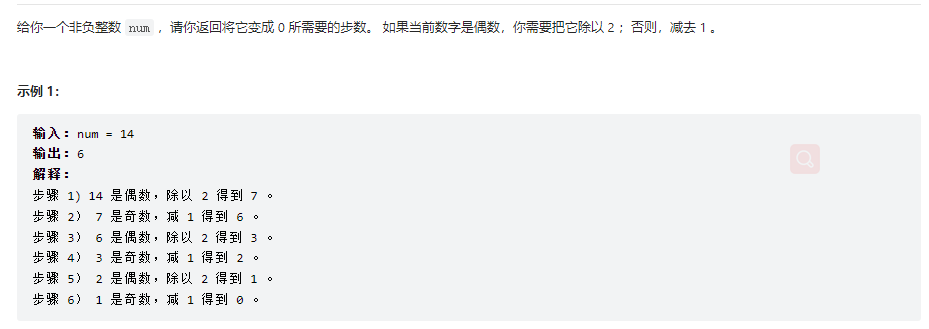 给你一个非负整数 num ，请你返回将它变成 0 所需要的步数。 如果当前数字是偶数，你需要把它除以 2 ；否则，减去 1 。
示例 1：
输入：num = 14
输出：6
解释：
步骤 1) 14 是偶数，除以 2 得到 7 。
步骤 2） 7 是奇数，减 1 得到 6 。
步骤 3） 6 是偶数，除以 2 得到 3 。
步骤 4） 3 是奇数，减 1 得到 2 。
步骤 5） 2 是偶数，除以 2 得到 1 。
步骤 6） 1 是奇数，减 1 得到 0 。